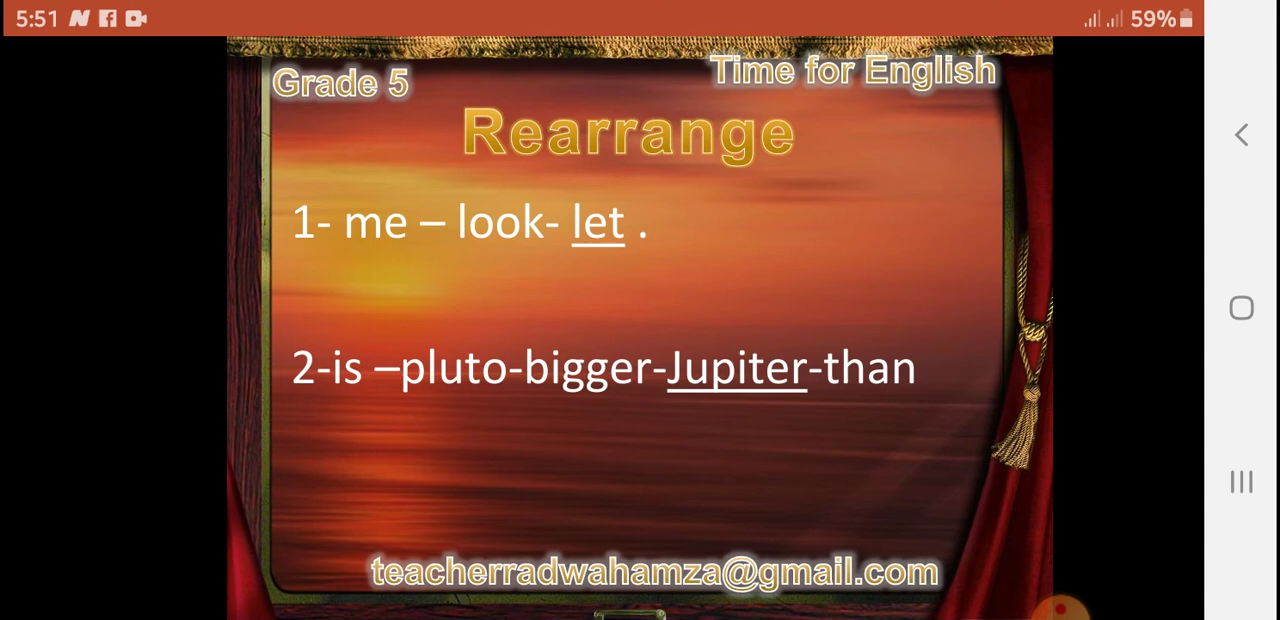 5:51 59%
Grade 5 Time for English
Rearrange
1- me – look- let .
2-is –pluto-bigger-Jupiter-than
teacherradwahamza@gmail.com